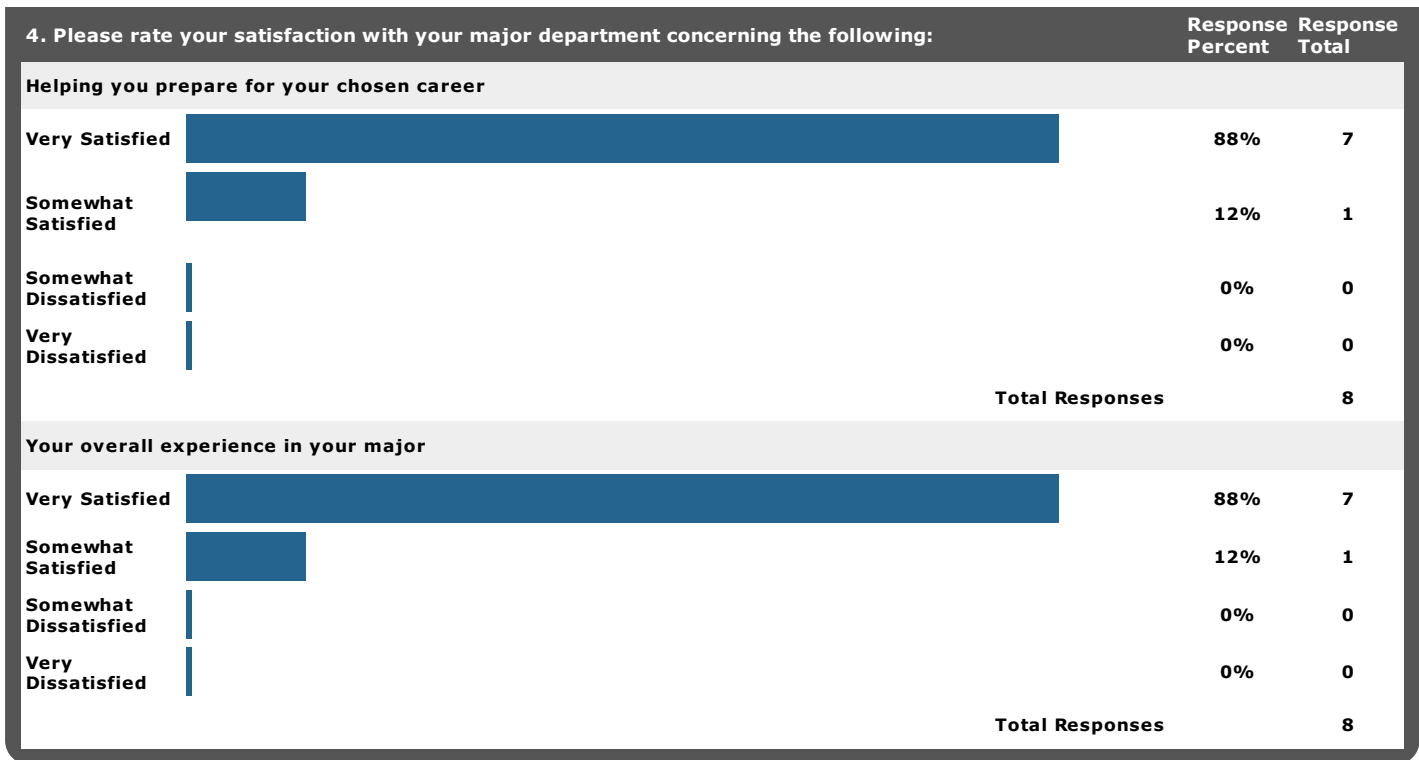 4. Please rate your satisfaction with your major department concerning the following:
Response Response
Percent Total
Helping you prepare for your chosen career
Very Satisfied 88% 7
Somewhat
Satisfied 12% 1
Somewhat
Dissatisfied 0% 0
Very
Dissatisfied 0% 0
Total Responses 8
Your overall experience in your major
Very Satisfied 88% 7
Somewhat
Satisfied 12% 1
Somewhat
Dissatisfied 0% 0
Very
Dissatisfied 0% 0
Total Responses 8